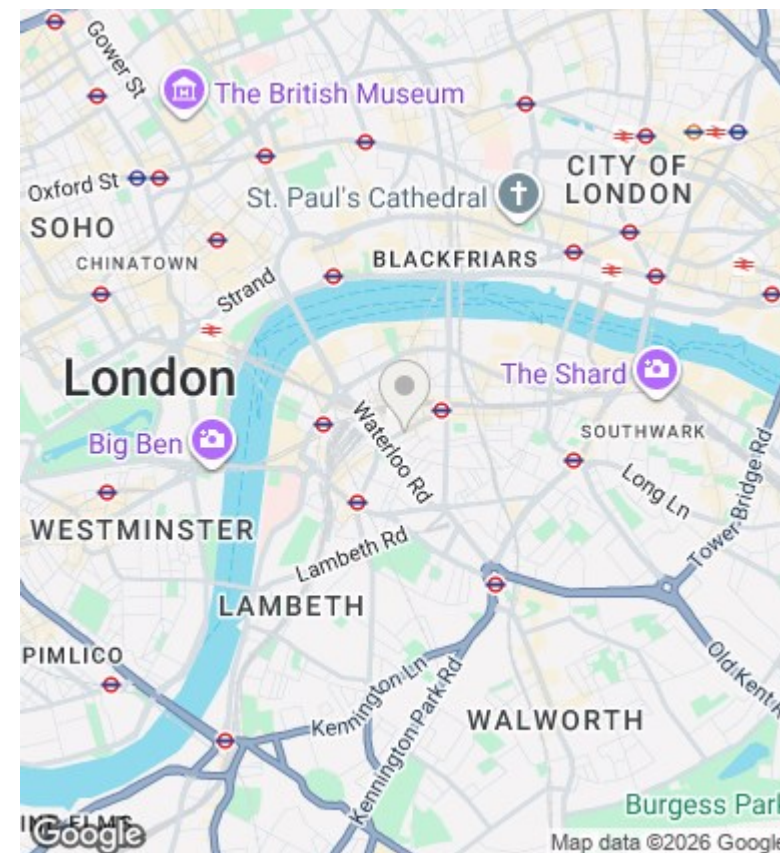 Gower St
The British Museum
Oxford St
St. Paul's Cathedral
CITY OF
LONDON
SOHO
CHINATOWN
BLACKFRIARS
Strand
London
The Shard
Big Ben
Waterloo Rd
SOUTHWARK
Long Ln
Tower Bridge Rd
WESTMINSTER
Lambeth Rd
LAMBETH
PIMLICO
Kennington Ln
Kennington Park Rd
Old Kent
WALWORTH
Burgess Par
Google
Map data ©2026 Google